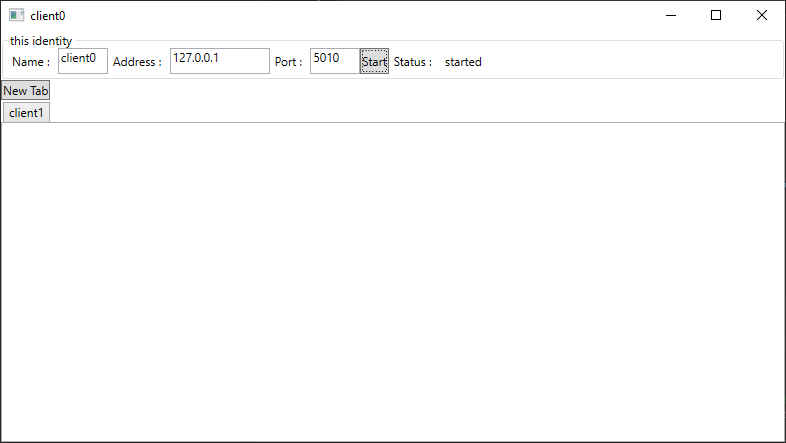 client0
this identity
Name : client0 Address : 127.0.0.1 Port : 5010 Start Status : started
New Tab
client1